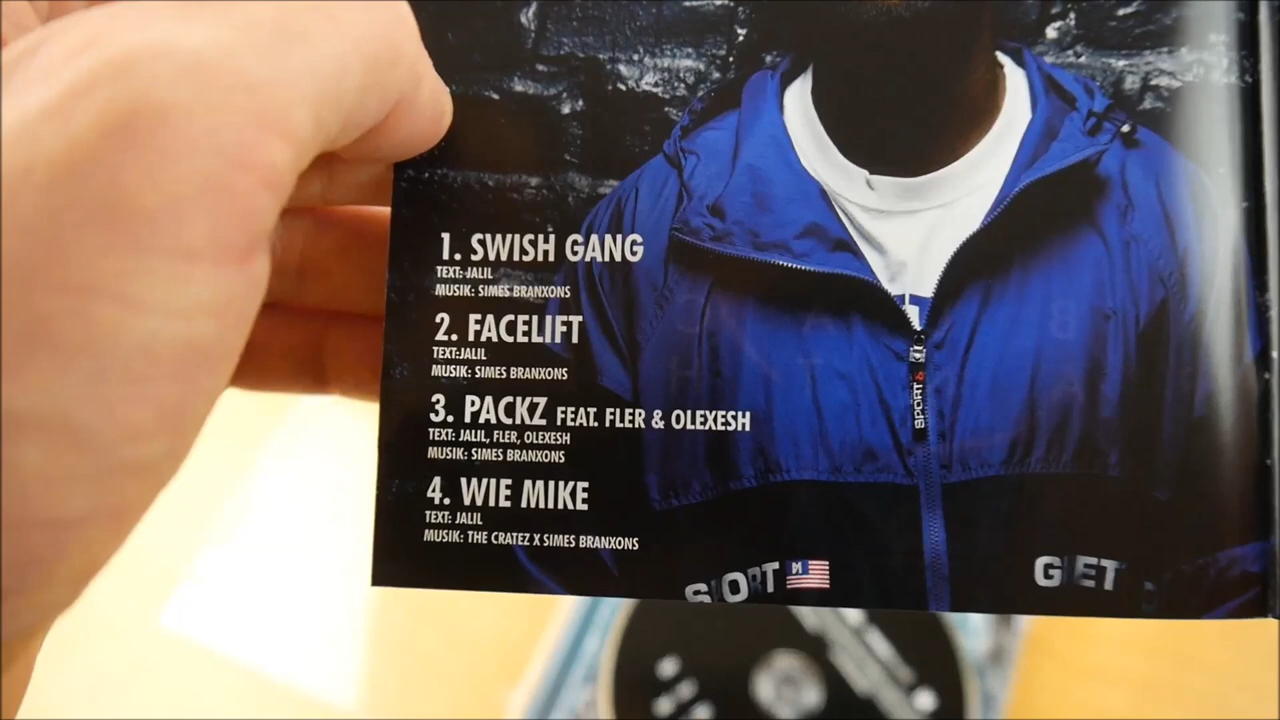 1. SWISH GANG
TEXT: JALIL
MUSIK: SIMES BRANXONS
2. FACELIFT
TEXT:JALIL
MUSIK: SIMES BRANXONS
3. PACKZ FEAT. FLER & OLEXESH
TEXT: JALIL, FLER, OLEXESH
MUSIK: SIMES BRANXONS
4. WIE MIKE
TEXT: JALIL
MUSIK: THE CRATEZ X SIMES BRANXONS
SPORT
SPORT